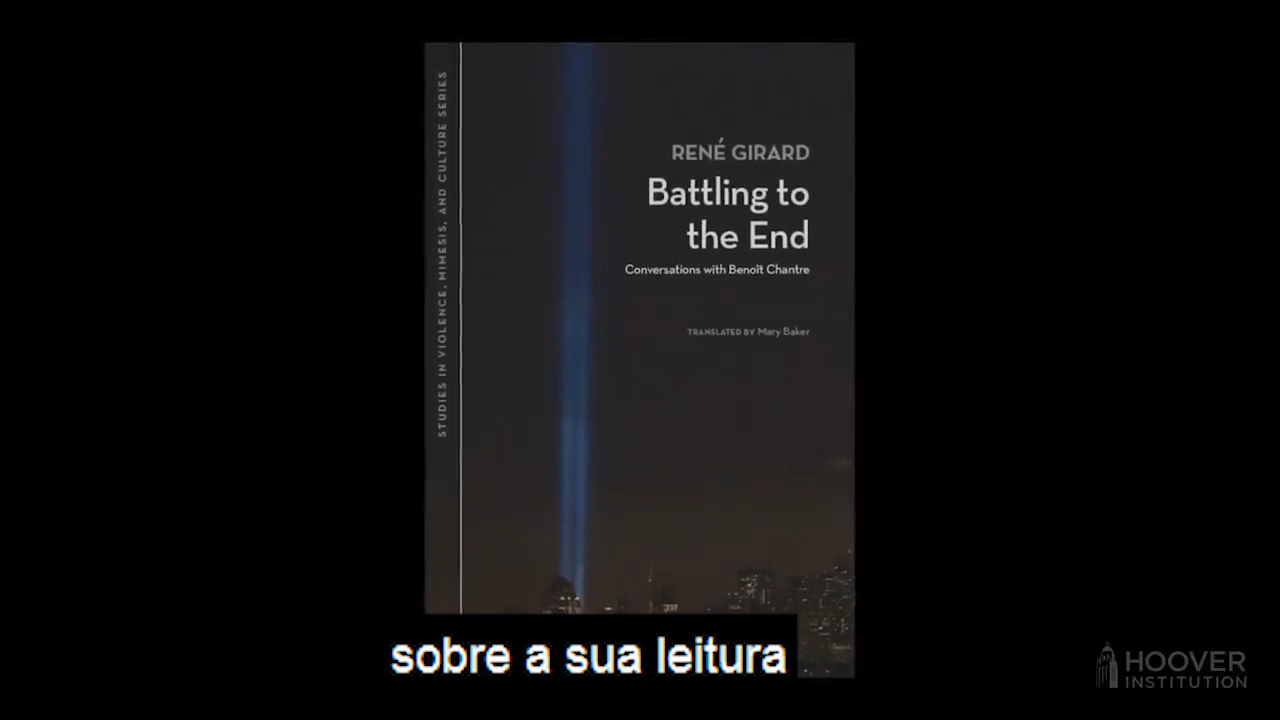 STUDIES IN VIOLENCE, MIMESIS, AND CULTURE SERIES
RENÉ GIRARD
Battling to
the End
Conversations with Benoît Chantre
TRANSLATED BY Mary Baker
sobre a sua leitura
HOOVER
INSTITUTION